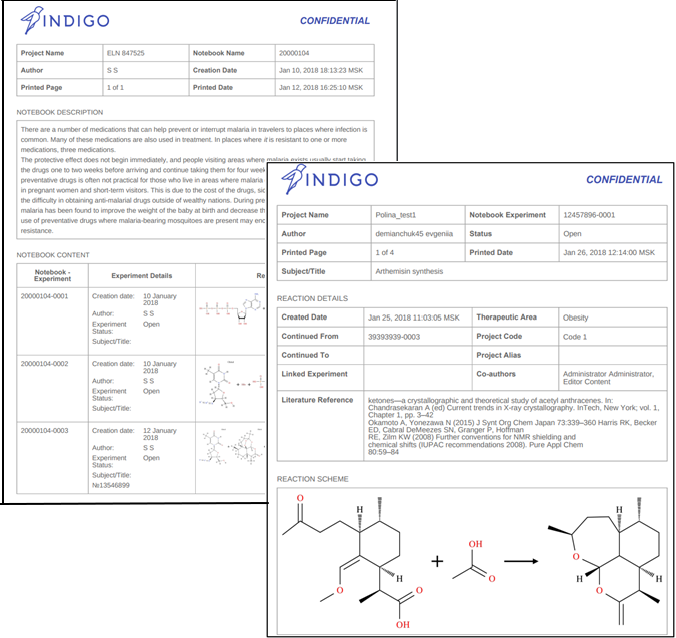 INDIGO
CONFIDENTIAL
Project Name ELN 847525 Notebook Name 20000104
Author S S Creation Date Jan 10, 2018 18:13:23 MSK
Printed Page 1 of 1 Printed Date Jan 12, 2018 16:25:10 MSK
NOTEBOOK DESCRIPTION
There are a number of medications that can help prevent or interrupt malaria in travelers to places where infection is
common. Many of these medications are also used in treatment. In places where it is resistant to one or more
medications, three medications.
The protective effect does not begin immediately, and people visiting areas where malaria exists usually start taking
the drugs one to two weeks before arriving and continue taking them for four week
preventative drugs is often not practical for those who live in areas where malaria
in pregnant women and short-term visitors. This is due to the cost of the drugs, sid
the difficulty in obtaining anti-malarial drugs outside of wealthy nations. During pre
malaria has been found to improve the weight of the baby at birth and decrease th
use of preventative drugs where malaria-bearing mosquitoes are present may enc
resistance.
NOTEBOOK CONTENT
Notebook -
Experiment
Experiment Details
Re
20000104-0001
Creation date: 10 January
2018
Author: S S
Experiment Open
Status:
Subject/Title:
20000104-0002
Creation date: 10 January
2018
Author: S S
Experiment Open
Status:
Subject/Title:
20000104-0003
Creation date: 12 January
2018
Author: S S
Experiment Open
Status:
Subject/Title:
№13546899
INDIGO
CONFIDENTIAL
Project Name Polina_test1 Notebook Experiment 12457896-0001
Author demianchuk45 evgeniia Status Open
Printed Page 1 of 4 Printed Date Jan 26, 2018 12:14:00 MSK
Subject/Title Arthemisin synthesis
REACTION DETAILS
Created Date Jan 25, 2018 11:03:05 MSK Therapeutic Area Obesity
Continued From 39393939-0003 Project Code Code 1
Continued To Project Alias
Linked Experiment Co-authors Administrator Administrator,
Editor Content
Literature Reference ketones—a crystallographic and theoretical study of acetyl anthracenes. In:
Chandrasekaran A (ed) Current trends in X-ray crystallography. InTech, New York; vol. 1,
Chapter 1, pp. 3–42
Okamoto A, Yonezawa N (2015) J Synt Org Chem Japan 73:339–360 Harris RK, Becker
ED, Cabral DeMeezes SN, Granger P, Hoffman
RE, Zilm KW (2008) Further conventions for NMR shielding and
chemical shifts (IUPAC recommendations 2008). Pure Appl Chem
80:59–84
REACTION SCHEME
O
H
H
O
O
OH
+
OH
O
H
O
H
H
O